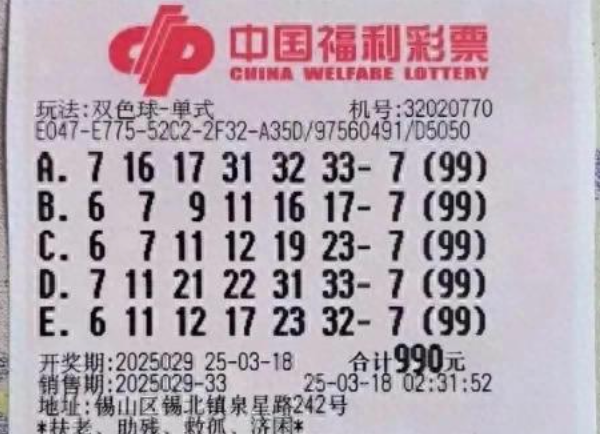 中国福利彩票
CHINA WELFARE LOTTERY
玩法:双色球-单式 机号:32020770
E047-E775-52C2-2F32-A35D/97560491/D5050
A. 7 16 17 31 32 33- 7 (99)
B. 6 7 9 11 16 17- 7 (99)
C. 6 7 11 12 19 23- 7 (99)
D. 7 11 21 22 31 33- 7 (99)
E. 6 11 12 17 23 32- 7 (99)
开奖期:2025029 25-03-18 合计990元
销售期:2025029-33 25-03-18 02:31:52
地址:锡山区锡北镇泉星路242号
*扶老、助残、救孤、济困*